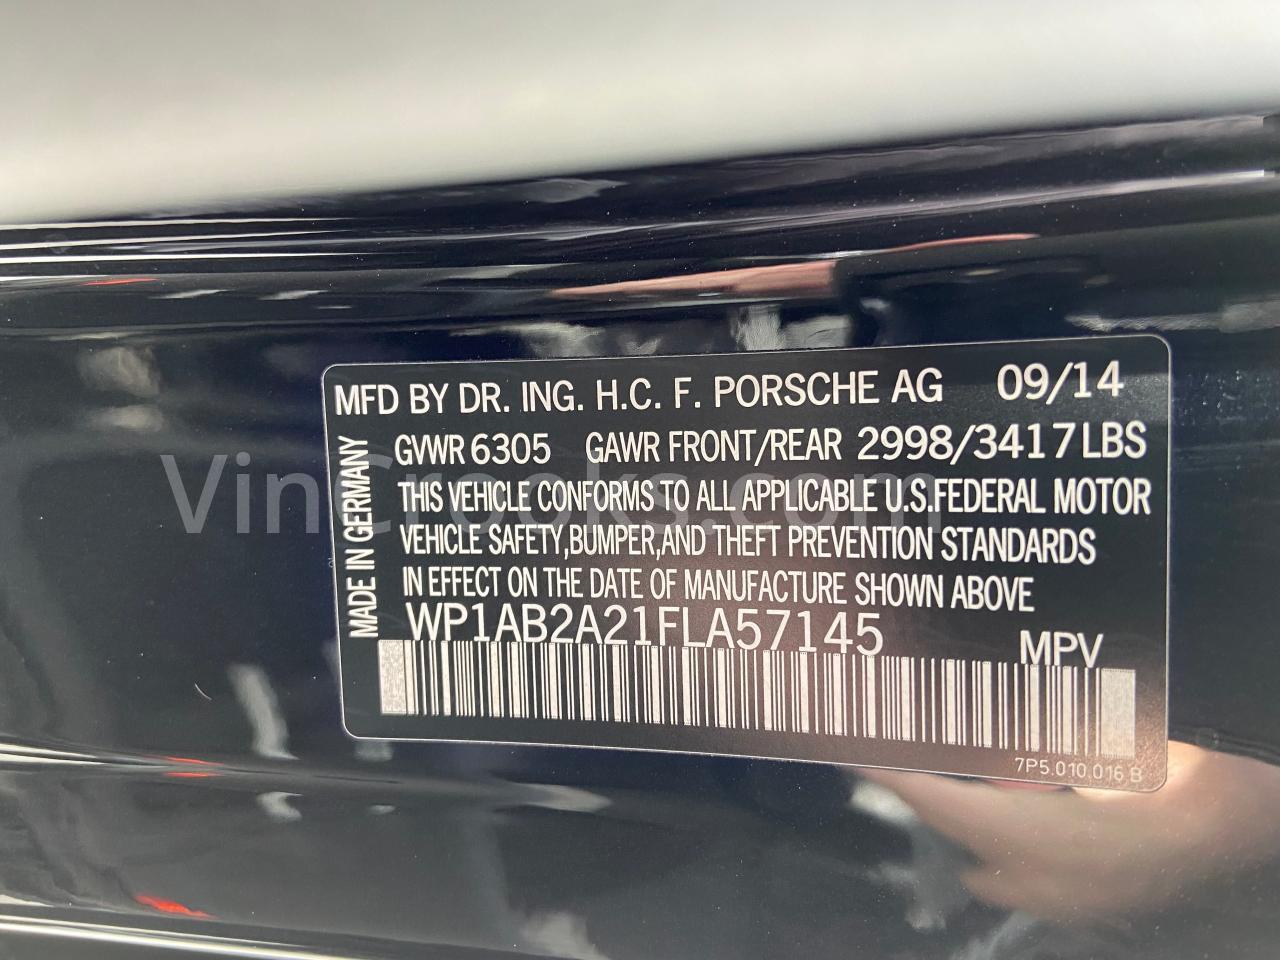 MFD BY DR. ING. H.C. F. PORSCHE AG 09/14
GVWR 6305 GAWR FRONT/REAR 2998/3417 LBS
THIS VEHICLE CONFORMS TO ALL APPLICABLE U.S.FEDERAL MOTOR
VEHICLE SAFETY,BUMPER,AND THEFT PREVENTION STANDARDS
IN EFFECT ON THE DATE OF MANUFACTURE SHOWN ABOVE
WP1AB2A21FLA57145 MPV
7P5.010.016 B
MADE IN GERMANY
VinCrooks.com